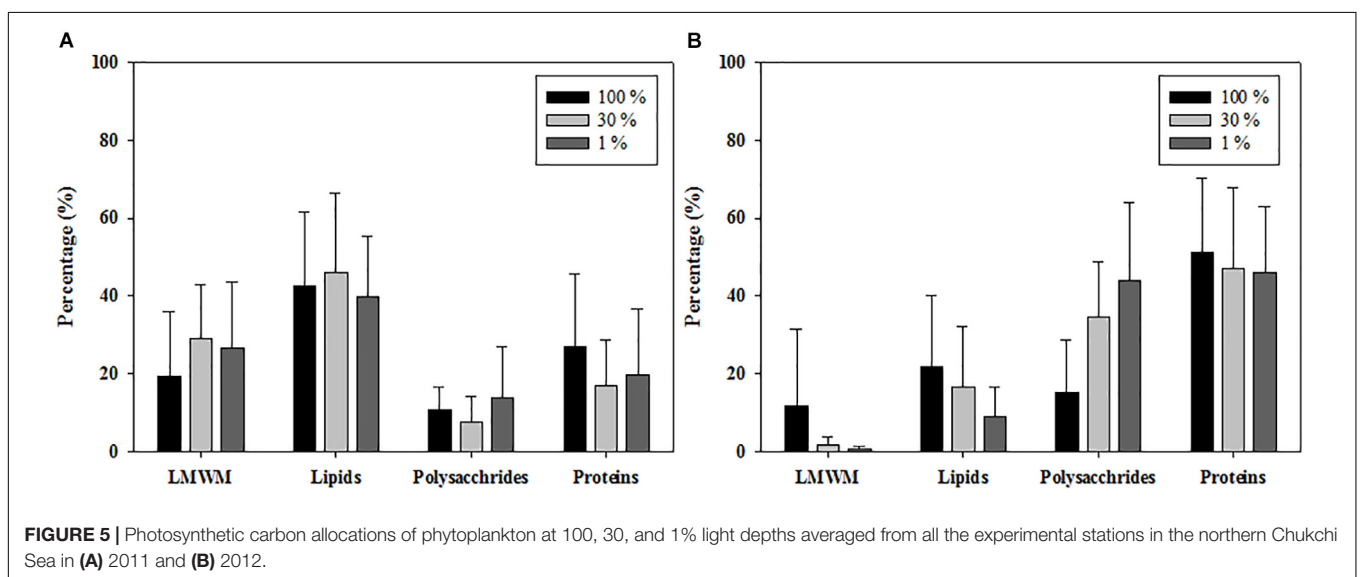 A
100
80
60
40
20
0
Percentage (%)
100 %
30 %
1 %
LMWM
Lipids
Polysacchrides
Proteins
B
100
80
60
40
20
0
Percentage (%)
100 %
30 %
1 %
LMWM
Lipids
Polysacchrides
Proteins
FIGURE 5 | Photosynthetic carbon allocations of phytoplankton at 100, 30, and 1% light depths averaged from all the experimental stations in the northern Chukchi
Sea in (A) 2011 and (B) 2012.